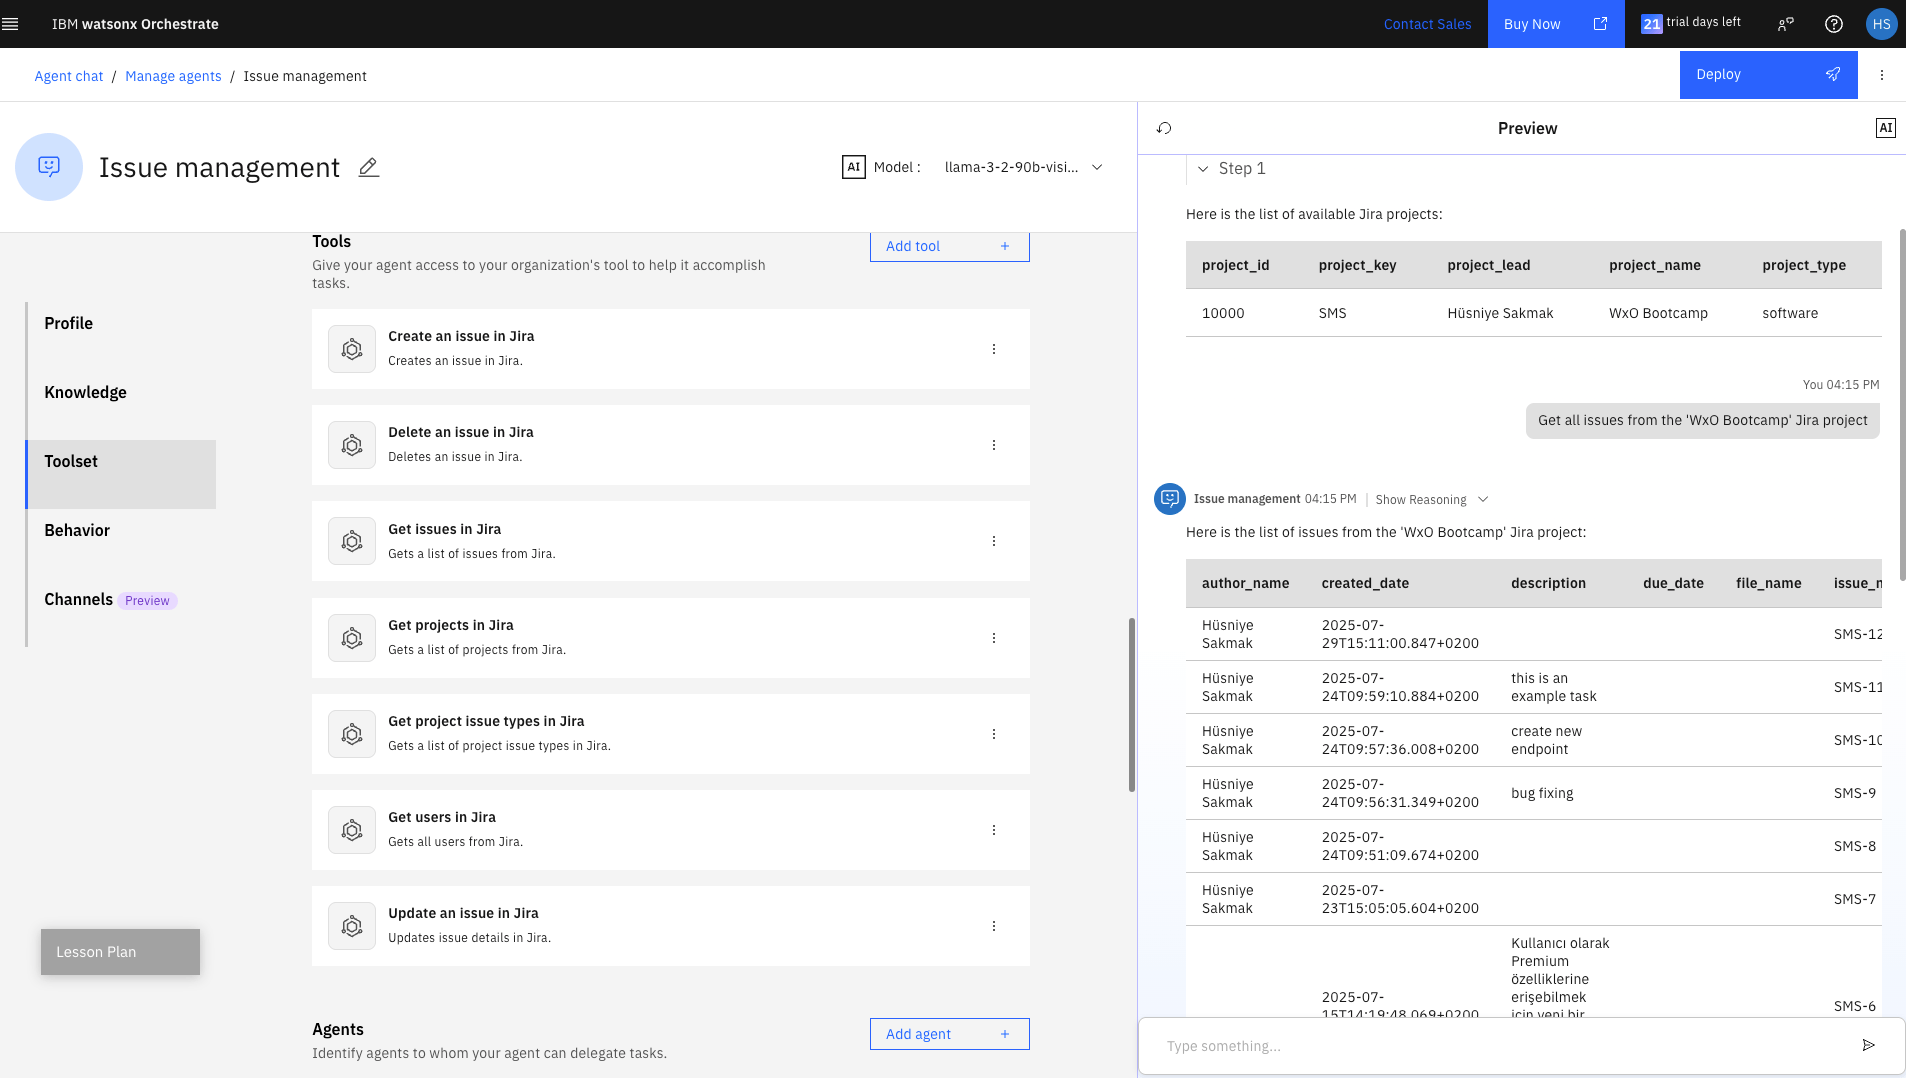 IBM watsonx Orchestrate
Contact Sales
Buy Now
21 trial days left
HS
Agent chat / Manage agents / Issue management
Deploy
Issue management
AI Model : llama-3-2-90b-visi...
Profile
Knowledge
Toolset
Behavior
Channels Preview
Lesson Plan
Tools
Give your agent access to your organization's tool to help it accomplish
tasks.
Add tool +
Create an issue in Jira
Creates an issue in Jira.
Delete an issue in Jira
Deletes an issue in Jira.
Get issues in Jira
Gets a list of issues from Jira.
Get projects in Jira
Gets a list of projects from Jira.
Get project issue types in Jira
Gets a list of project issue types in Jira.
Get users in Jira
Gets all users from Jira.
Update an issue in Jira
Updates issue details in Jira.
Agents
Identify agents to whom your agent can delegate tasks.
Add agent +
Preview
AI
Step 1
Here is the list of available Jira projects:
project_id project_key project_lead project_name project_type
10000 SMS Hüsniye Sakmak WxO Bootcamp software
You 04:15 PM
Get all issues from the 'WxO Bootcamp' Jira project
Issue management 04:15 PM | Show Reasoning
Here is the list of issues from the 'WxO Bootcamp' Jira project:
author_name created_date description due_date file_name issue_n
Hüsniye 2025-07-
Sakmak 29T15:11:00.847+0200 SMS-12
Hüsniye 2025-07- this is an
Sakmak 24T09:59:10.884+0200 example task SMS-11
Hüsniye 2025-07- create new
Sakmak 24T09:57:36.008+0200 endpoint SMS-10
Hüsniye 2025-07-
Sakmak 24T09:56:31.349+0200 bug fixing SMS-9
Hüsniye 2025-07-
Sakmak 24T09:51:09.674+0200 SMS-8
Hüsniye 2025-07-
Sakmak 23T15:05:05.604+0200 SMS-7
Kullanıcı olarak
Premium
özelliklerine
2025-07- erişebilmek SMS-6
15T14:19:48.069+0200 için yeni bir
Type something...